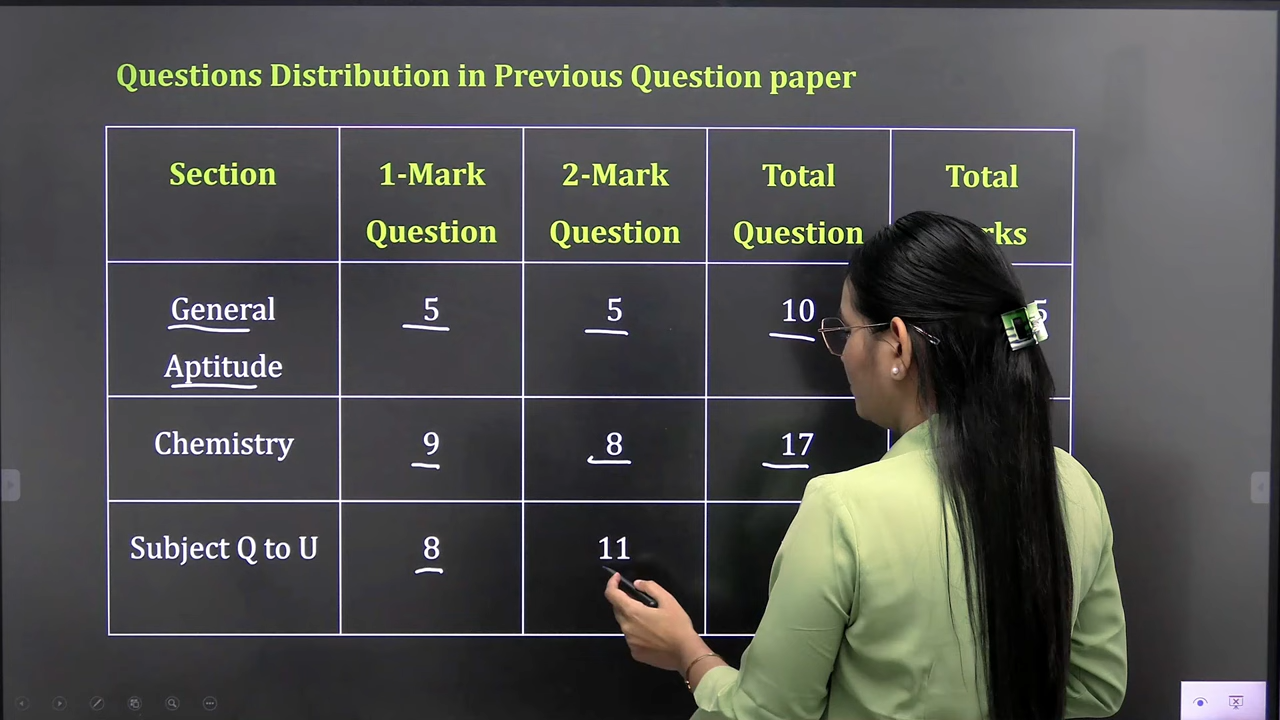 Questions Distribution in Previous Question paper
Section 1-Mark Question 2-Mark Question Total Question Total
General Aptitude 5 5 10
Chemistry 9 8 17
Subject Q to U 8 11